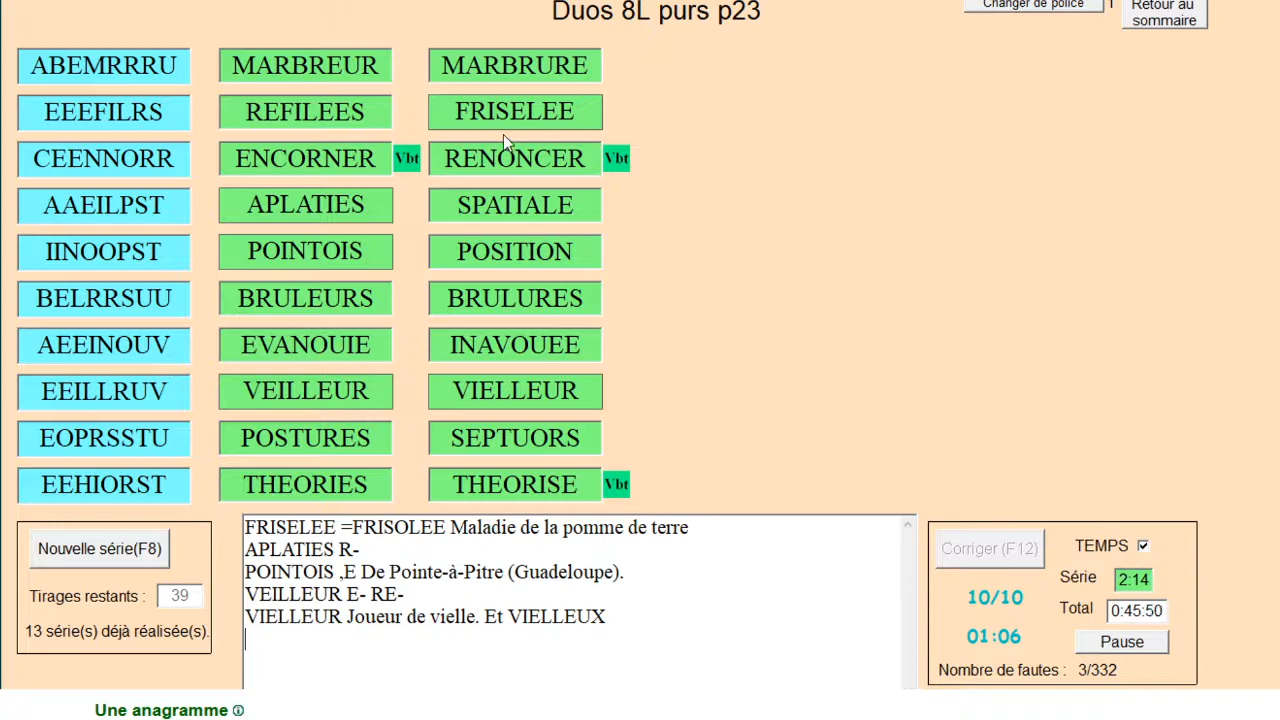 Duos 8L purs p23
Changer de police
1
Retour au
sommaire
ABEMRRRU MARBREUR MARBRURE
EEEFILRS REFILEES FRISELEE
CEENNORR ENCORNER Vbt RENONCER Vbt
AAEILPST APLATIES SPATIALE
IINOOPST POINTOIS POSITION
BELRRSUU BRULEURS BRULURES
AEEINOUV EVANOUIE INAVOUEE
EEILLRUV VEILLEUR VIELLEUR
EOPRSSTU POSTURES SEPTUORS
EEHIORST THEORIES THEORISE Vbt
Nouvelle série(F8)
Tirages restants : 39
13 série(s) déjà réalisée(s).
FRISELEE =FRISOLEE Maladie de la pomme de terre
APLATIES R-
POINTOIS ,E De Pointe-à-Pitre (Guadeloupe).
VEILLEUR E- RE-
VIELLEUR Joueur de vielle. Et VIELLEUX
Corriger (F12)
TEMPS
10/10
Série 2:14
Total 0:45:50
01:06
Pause
Nombre de fautes : 3/332
Une anagramme